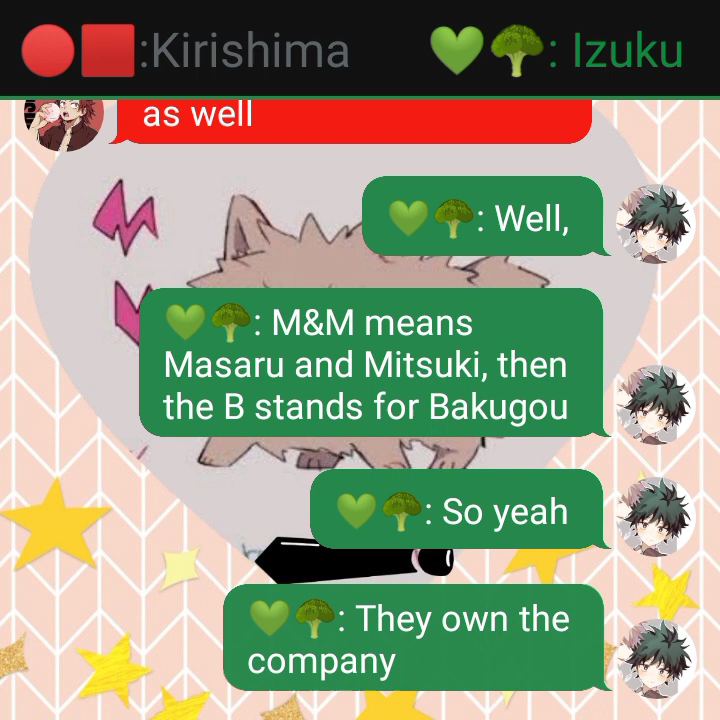 🔴🟥:Kirishima
💚🥦: Izuku
as well
💚🥦: Well,
💚🥦: M&M means
Masaru and Mitsuki, then
the B stands for Bakugou
💚🥦: So yeah
💚🥦: They own the
company